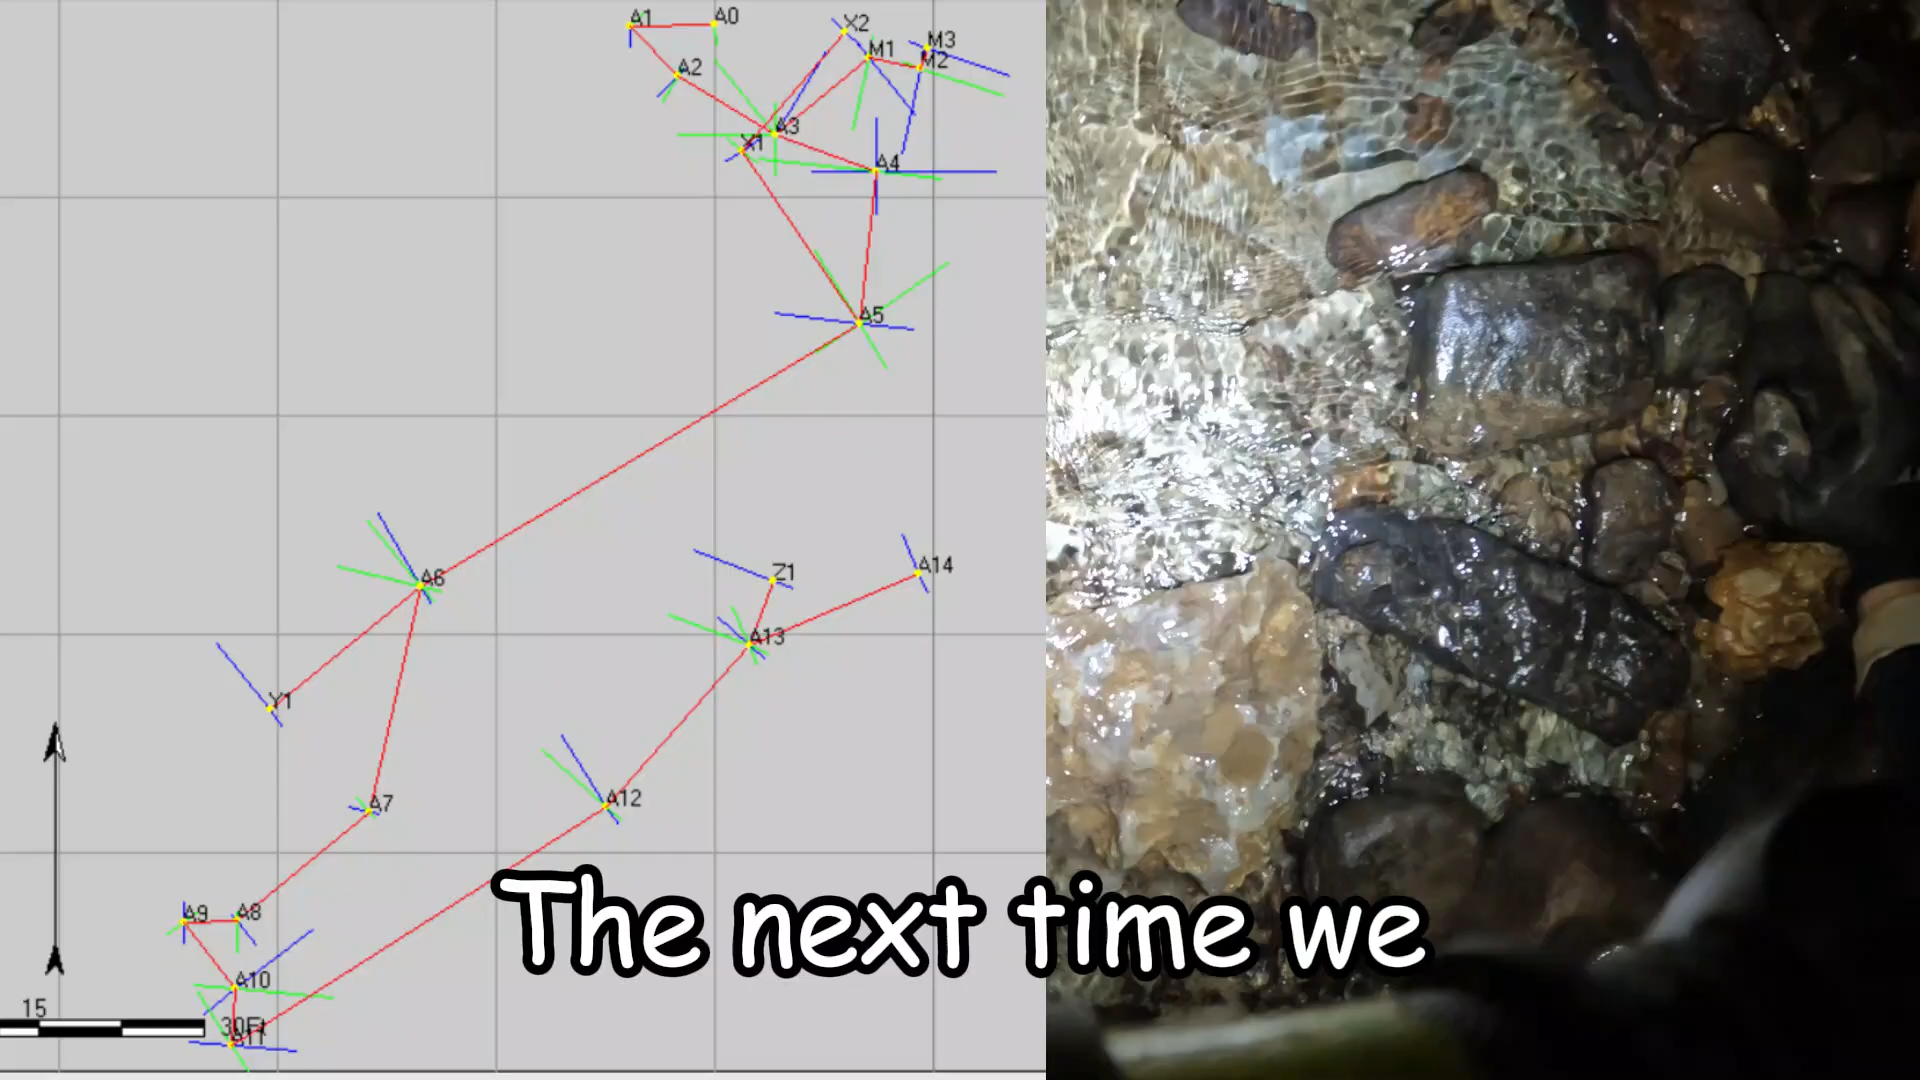 A1
A0
X2
M3
M1
M2
A2
A3
X1
A4
A5
A6
Z1
A14
A13
Y1
A7
A12
A9
A8
A10
15
30Ft
A11
The next time we